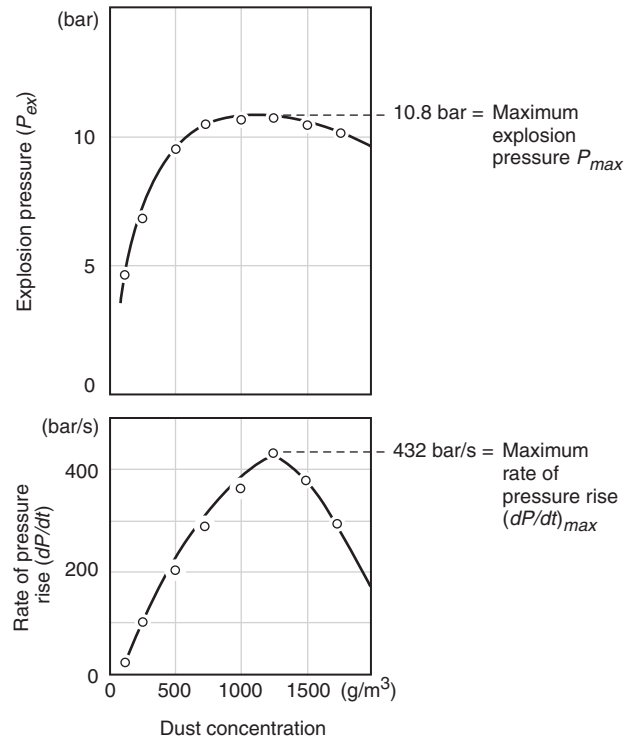 (bar)
Explosion pressure (P_ex)
10
5
0
10.8 bar = Maximum
explosion
pressure P_max
(bar/s)
Rate of pressure
rise (dP/dt)
400
200
0
432 bar/s = Maximum
rate of
pressure rise
(dP/dt)_max
0 500 1000 1500 (g/m³)
Dust concentration